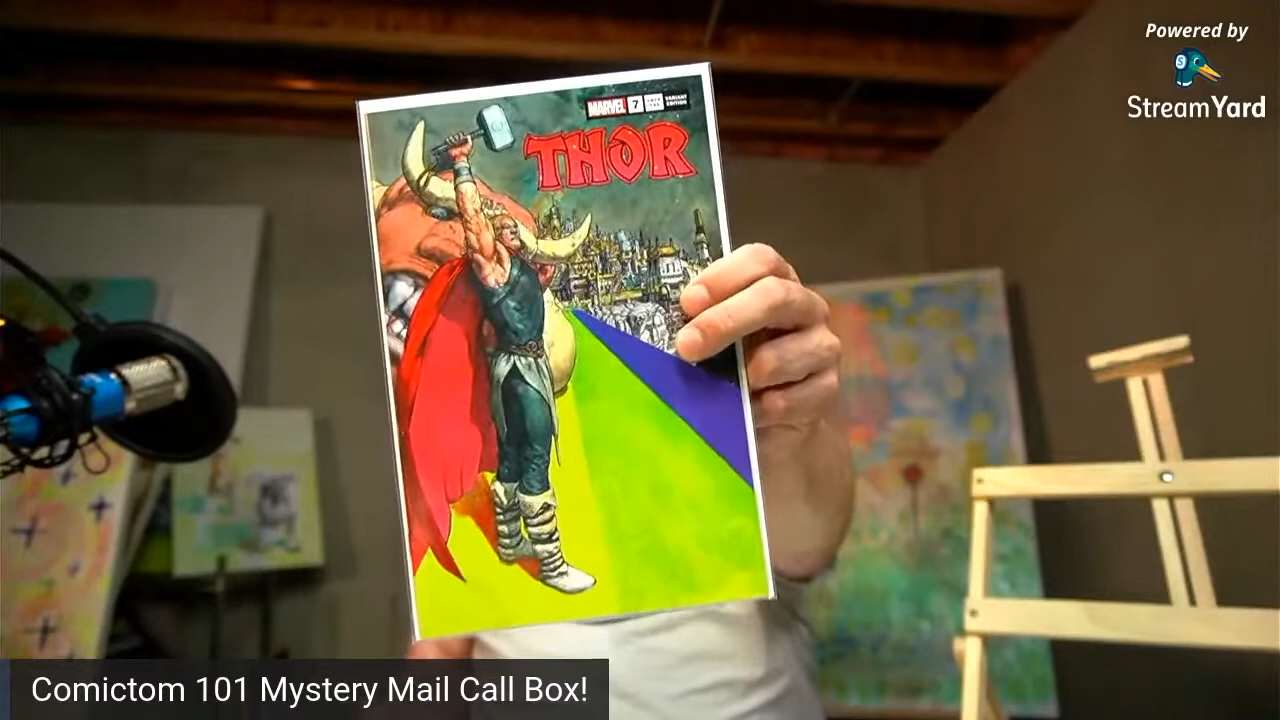 Powered by
StreamYard
MARVEL 7 VARIANT
EDITION
THOR
Comictom 101 Mystery Mail Call Box!